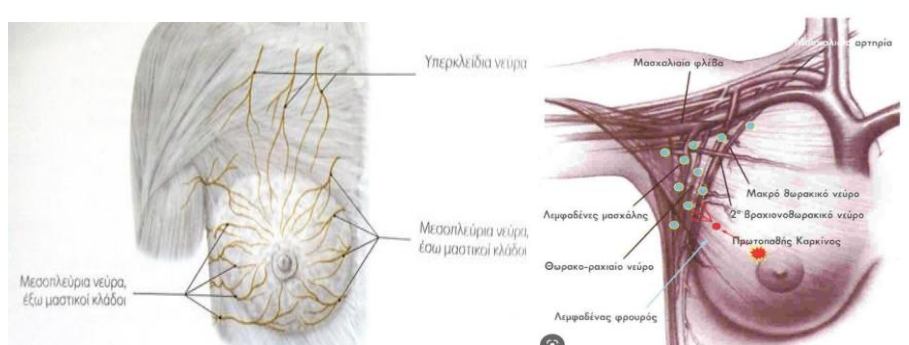 Υπερκλείδια νεύρα
Μεσοπλεύρια νεύρα,
έσω μαστικοί κλάδοι
Μεσοπλεύρια νεύρα,
έξω μαστικοί κλάδοι
Μασχαλιαία αρτηρία
Μασχαλιαία φλέβα
Μακρό θωρακικό νεύρο
Λεμφαδένες μασχάλης
2ο βραχιονοθωρακικό νεύρο
Πρωτοπαθής Καρκίνος
Θωρακο-ραχιαίο νεύρο
Λεμφαδένας φρουρός